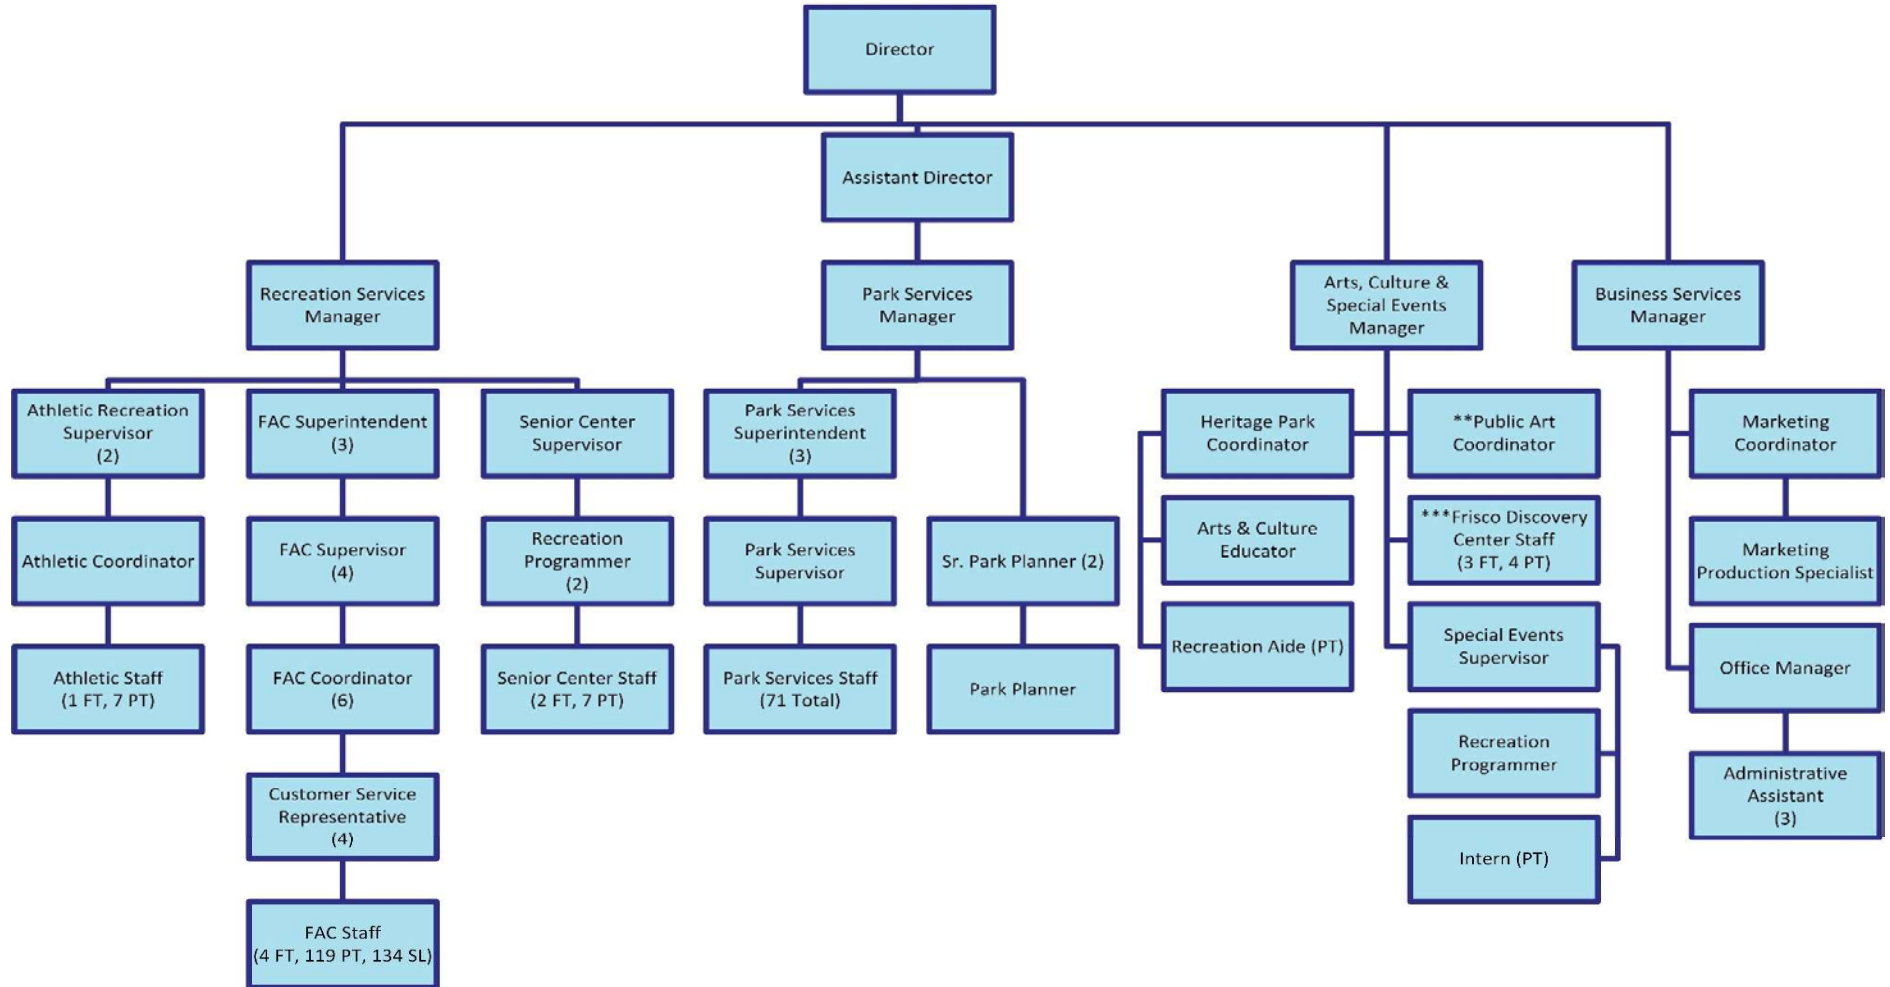 Director
Assistant Director
Recreation Services
Manager
Park Services
Manager
Arts, Culture &
Special Events
Manager
Business Services
Manager
Athletic Recreation
Supervisor
(2)
FAC Superintendent
(3)
Senior Center
Supervisor
Park Services
Superintendent
(3)
Heritage Park
Coordinator
**Public Art
Coordinator
Marketing
Coordinator
Athletic Coordinator
FAC Supervisor
(4)
Recreation
Programmer
(2)
Park Services
Supervisor
Sr. Park Planner (2)
Arts & Culture
Educator
***Frisco Discovery
Center Staff
(3 FT, 4 PT)
Marketing
Production Specialist
Athletic Staff
(1 FT, 7 PT)
FAC Coordinator
(6)
Senior Center Staff
(2 FT, 7 PT)
Park Services Staff
(71 Total)
Park Planner
Recreation Aide (PT)
Special Events
Supervisor
Office Manager
Customer Service
Representative
(4)
Recreation
Programmer
Administrative
Assistant
(3)
Intern (PT)
FAC Staff
(4 FT, 119 PT, 134 SL)